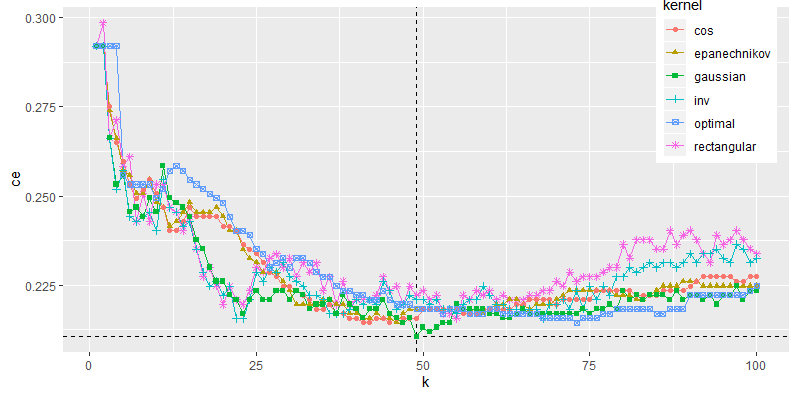 kernel
cos
epanechnikov
gaussian
inv
optimal
rectangular
0.300
0.275
0.250
0.225
ce
0
25
50
75
100
k